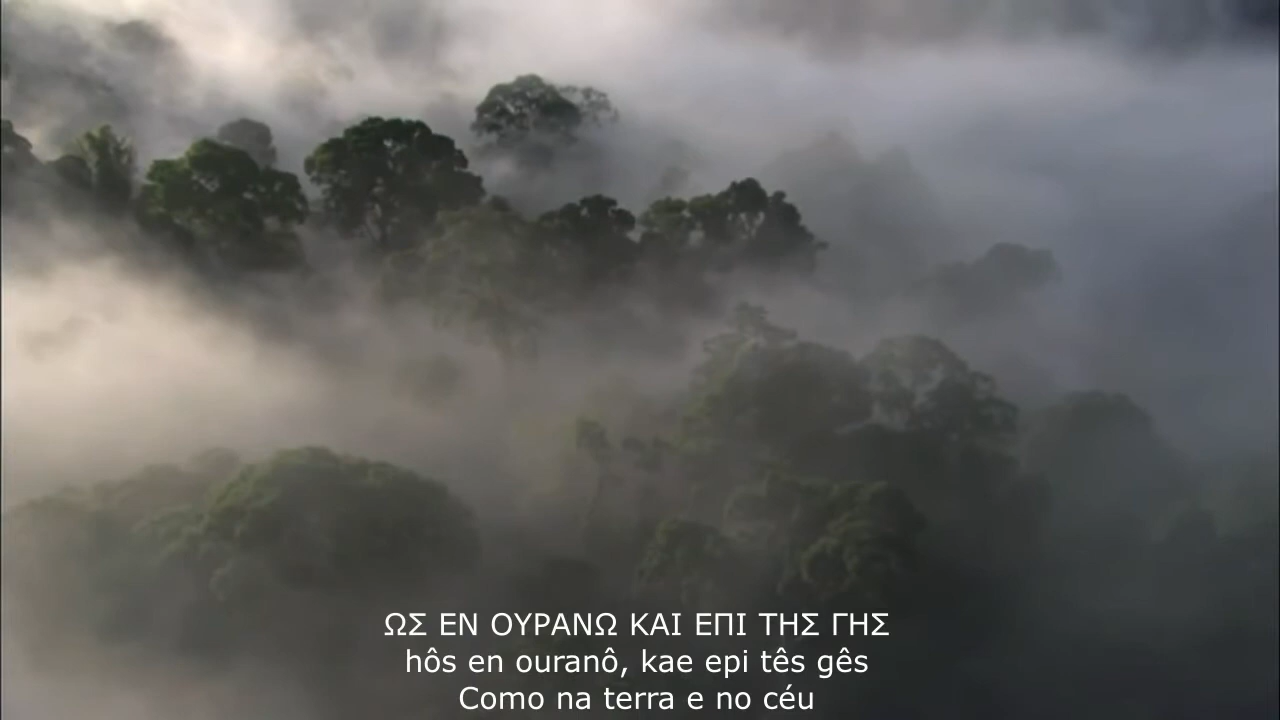 ΩΣ ΕΝ ΟΥΡΑΝΩ ΚΑΙ ΕΠΙ ΤΗΣ ΓΗΣ
hôs en ouranô, kae epi tês gês
Como na terra e no céu